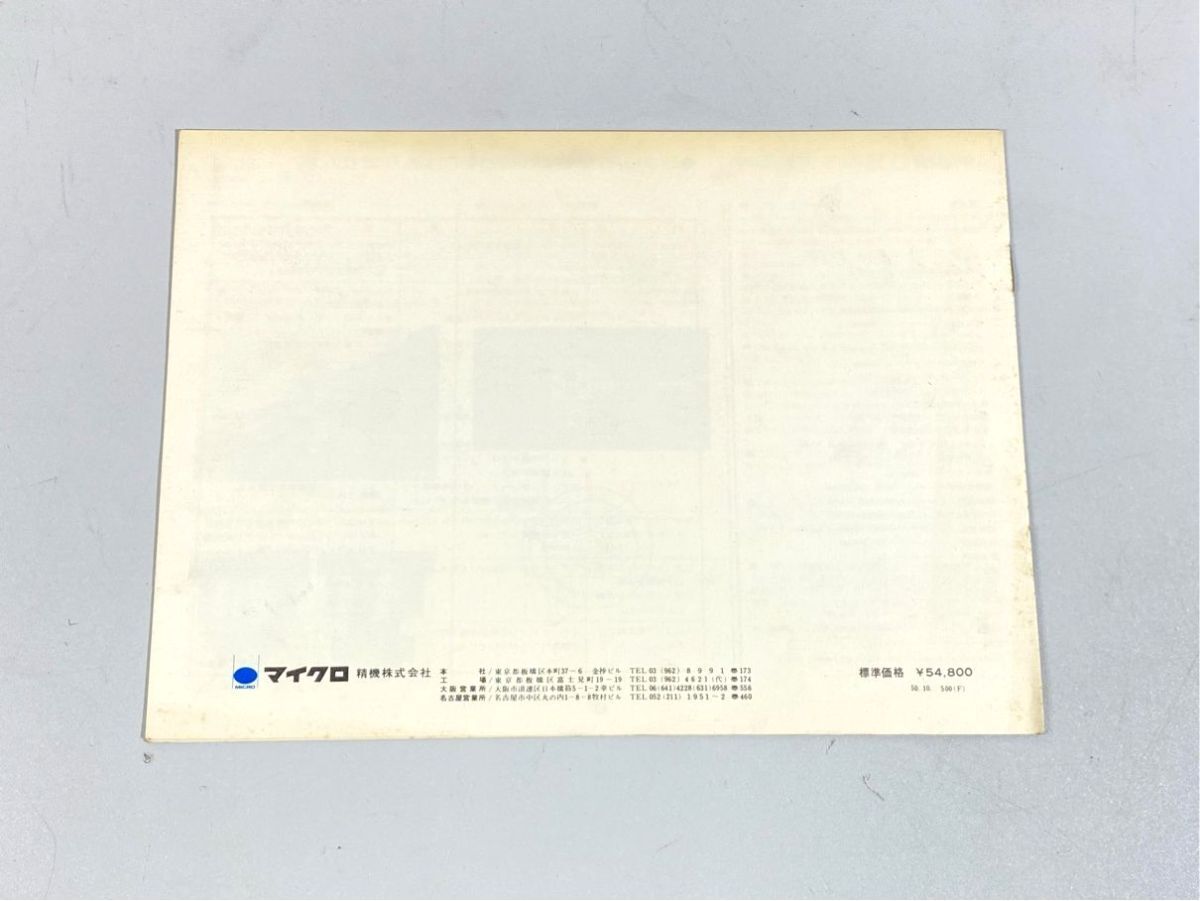 MICRO
マイクロ 精機株式会社
本 社/東京都板橋区本町37-6 金杉ビル TEL 03 (962) 8991 〒173
工 場/東京都板橋区富士見町19-19 TEL 03 (962) 4621(代) 〒174
大阪営業所/大阪市浪速区日本橋筋5-1-2 ビル TEL 06(641)4228(631)6958 〒556
名古屋営業所/名古屋市中区丸の内1-8-8牧村ビル TEL 052 (211) 1951~2 〒460
標準価格 ¥54,800
50. 10. 500(F)